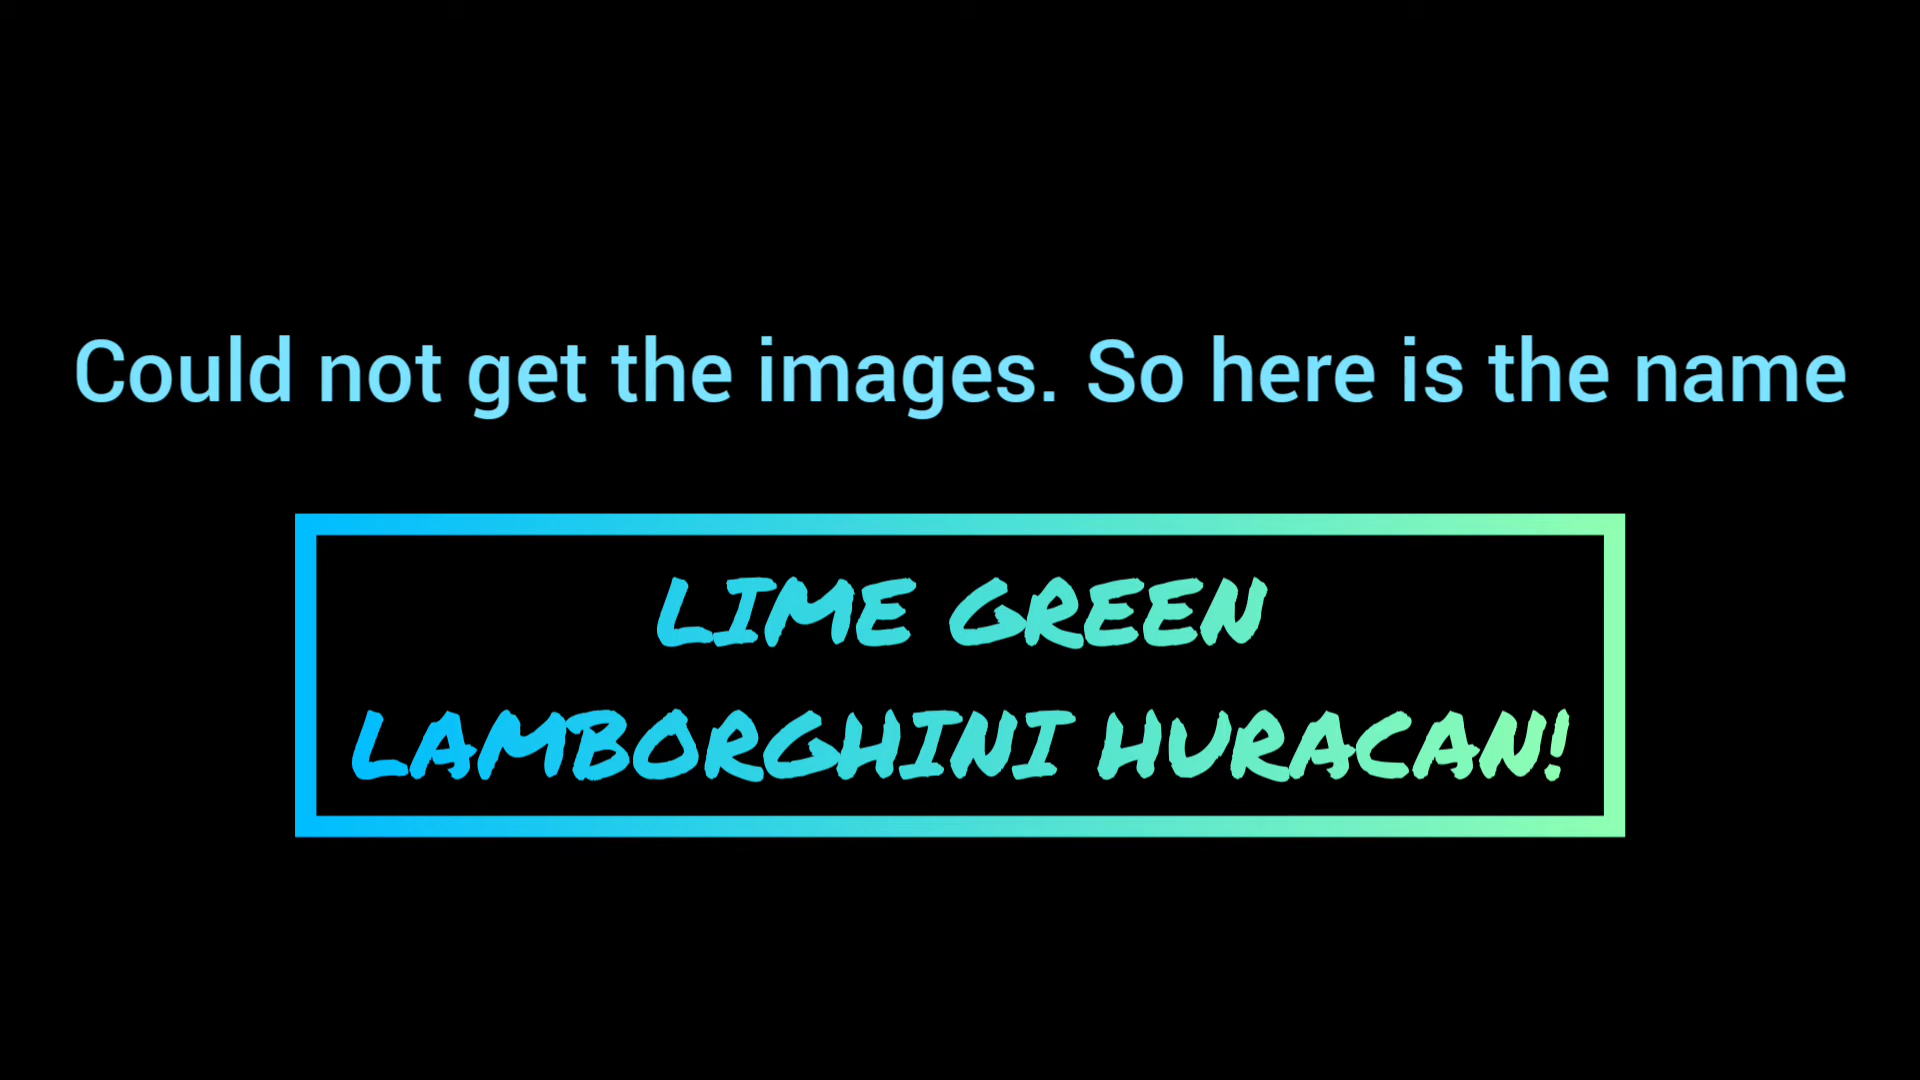 Could not get the images. So here is the name
LIME GREEN
LAMBORGHINI HURACAN!